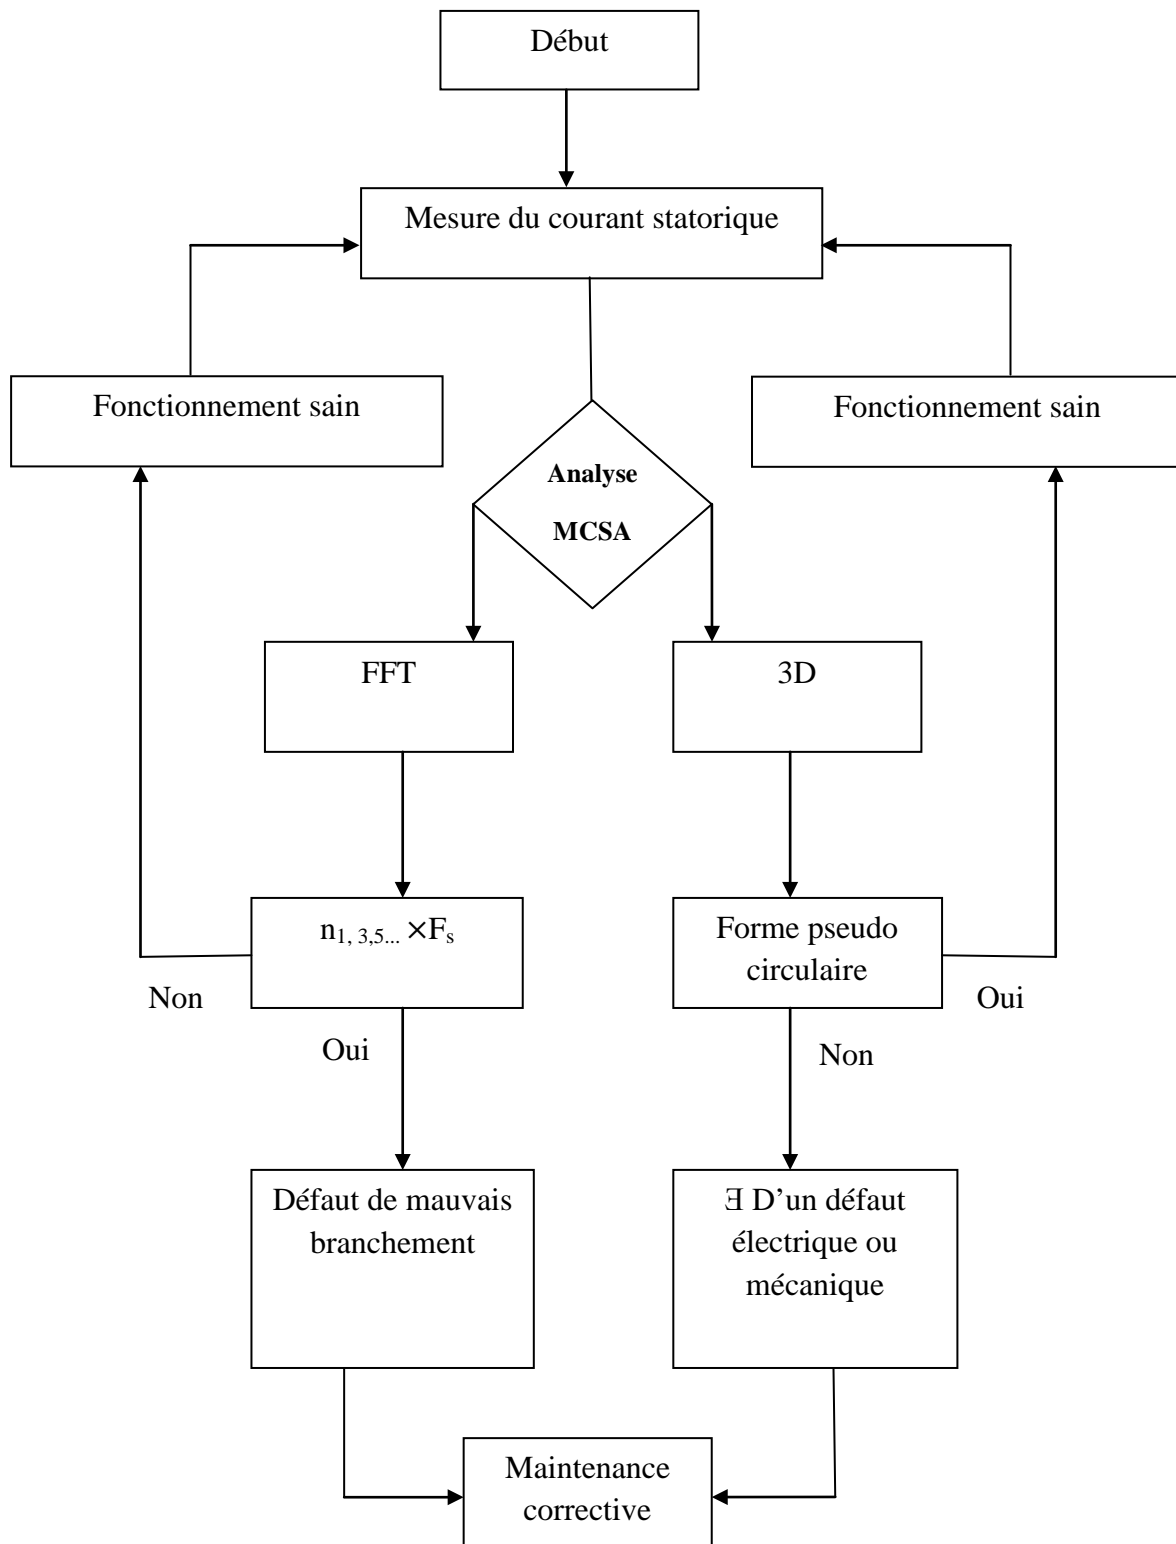 Début
Mesure du courant statorique
Fonctionnement sain
Fonctionnement sain
Analyse
MCSA
FFT
3D
n1, 3,5... ×Fs
Forme pseudo
circulaire
Non
Oui
Oui
Non
Défaut de mauvais
branchement
∃ D’un défaut
électrique ou
mécanique
Maintenance
corrective